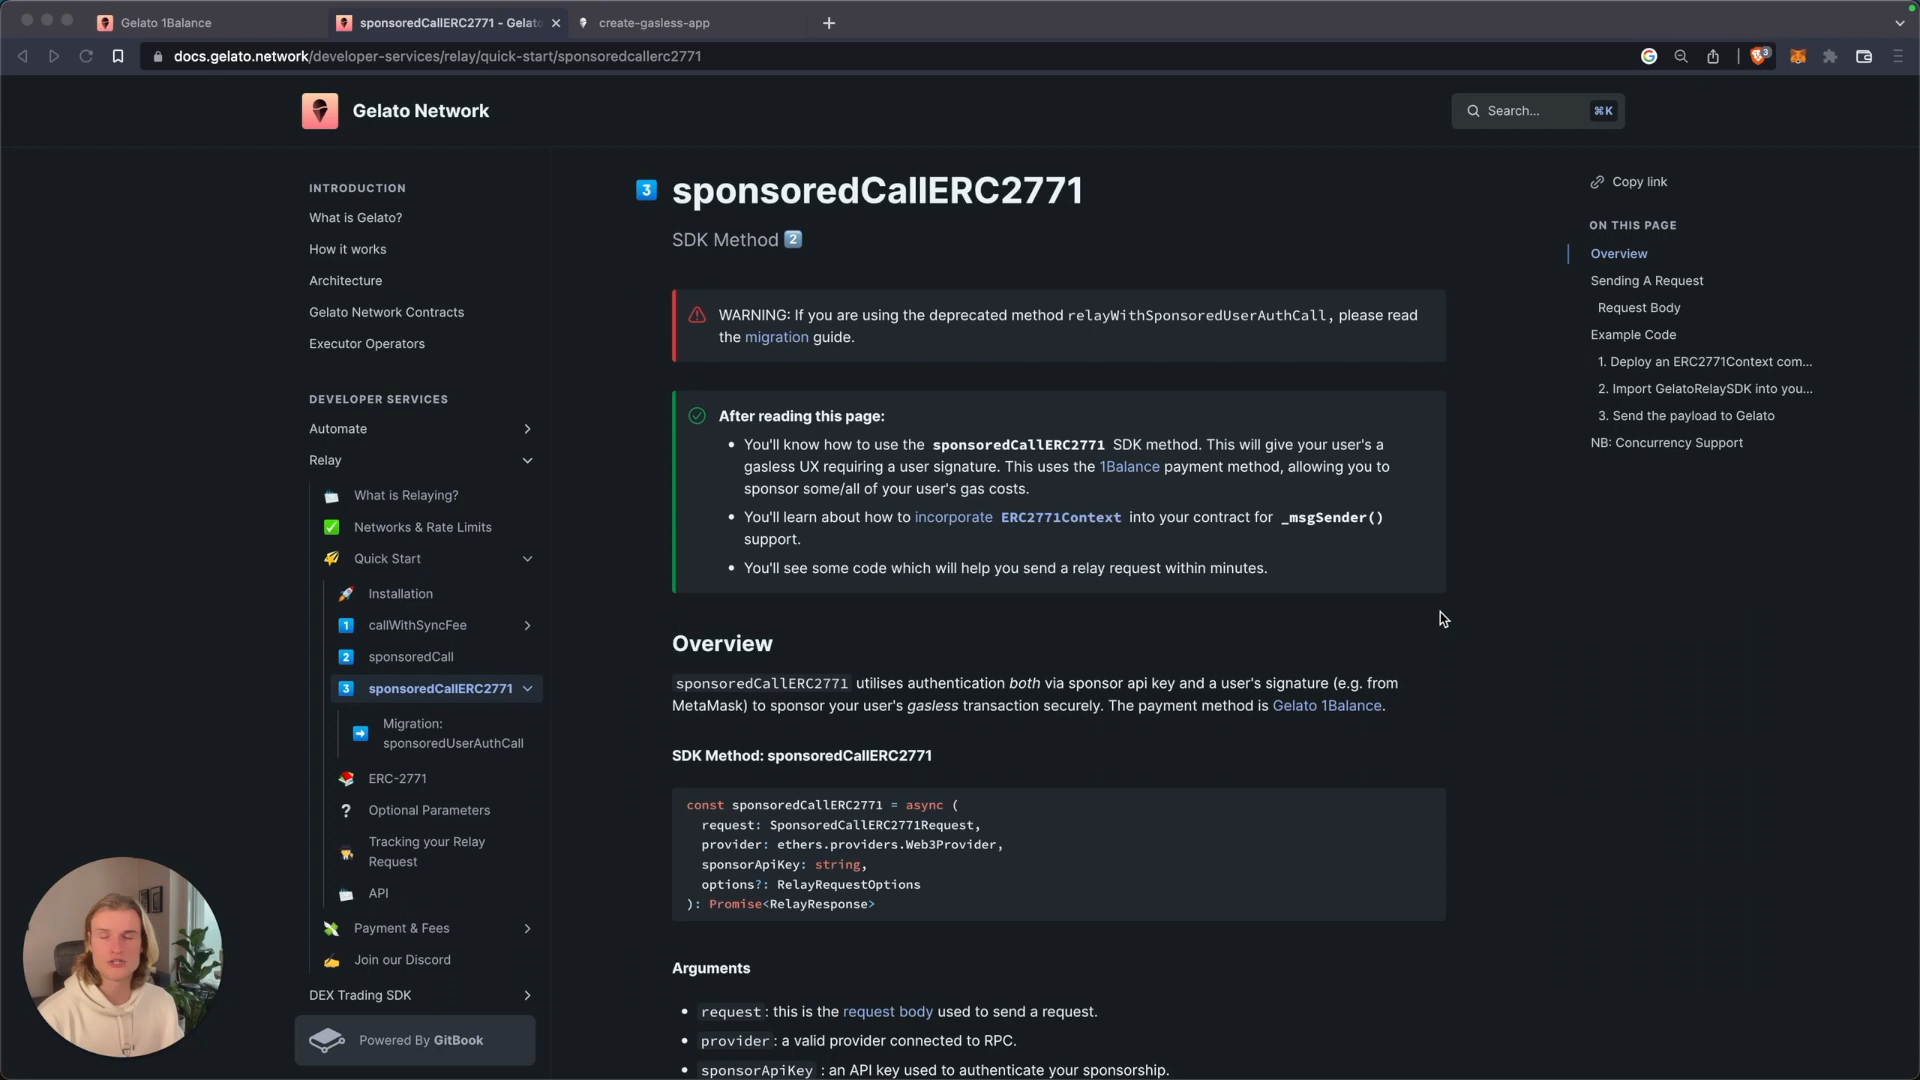 Gelato 1Balance
sponsoredCallERC2771 - Gelato
create-gasless-app
docs.gelato.network/developer-services/relay/quick-start/sponsoredcallerc2771
3
Gelato Network
Search...
⌘K
INTRODUCTION
What is Gelato?
How it works
Architecture
Gelato Network Contracts
Executor Operators
DEVELOPER SERVICES
Automate
Relay
What is Relaying?
Networks & Rate Limits
Quick Start
Installation
1 callWithSyncFee
2 sponsoredCall
3 sponsoredCallERC2771
Migration:
sponsoredUserAuthCall
ERC-2771
? Optional Parameters
Tracking your Relay
Request
API
Payment & Fees
Join our Discord
DEX Trading SDK
Powered By GitBook
3 sponsoredCallERC2771
SDK Method 2
WARNING: If you are using the deprecated method relayWithSponsoredUserAuthCall, please read
the migration guide.
After reading this page:
• You'll know how to use the sponsoredCallERC2771 SDK method. This will give your user's a
gasless UX requiring a user signature. This uses the 1Balance payment method, allowing you to
sponsor some/all of your user's gas costs.
• You'll learn about how to incorporate ERC2771Context into your contract for _msgSender()
support.
• You'll see some code which will help you send a relay request within minutes.
Overview
sponsoredCallERC2771 utilises authentication both via sponsor api key and a user's signature (e.g. from
MetaMask) to sponsor your user's gasless transaction securely. The payment method is Gelato 1Balance.
SDK Method: sponsoredCallERC2771
const sponsoredCallERC2771 = async (
request: SponsoredCallERC2771Request,
provider: ethers.providers.Web3Provider,
sponsorApiKey: string,
options?: RelayRequestOptions
): Promise<RelayResponse>
Arguments
• request: this is the request body used to send a request.
• provider: a valid provider connected to RPC.
• sponsorApiKey : an API key used to authenticate your sponsorship.
Copy link
ON THIS PAGE
Overview
Sending A Request
Request Body
Example Code
1. Deploy an ERC2771Context com...
2. Import GelatoRelaySDK into you...
3. Send the payload to Gelato
NB: Concurrency Support